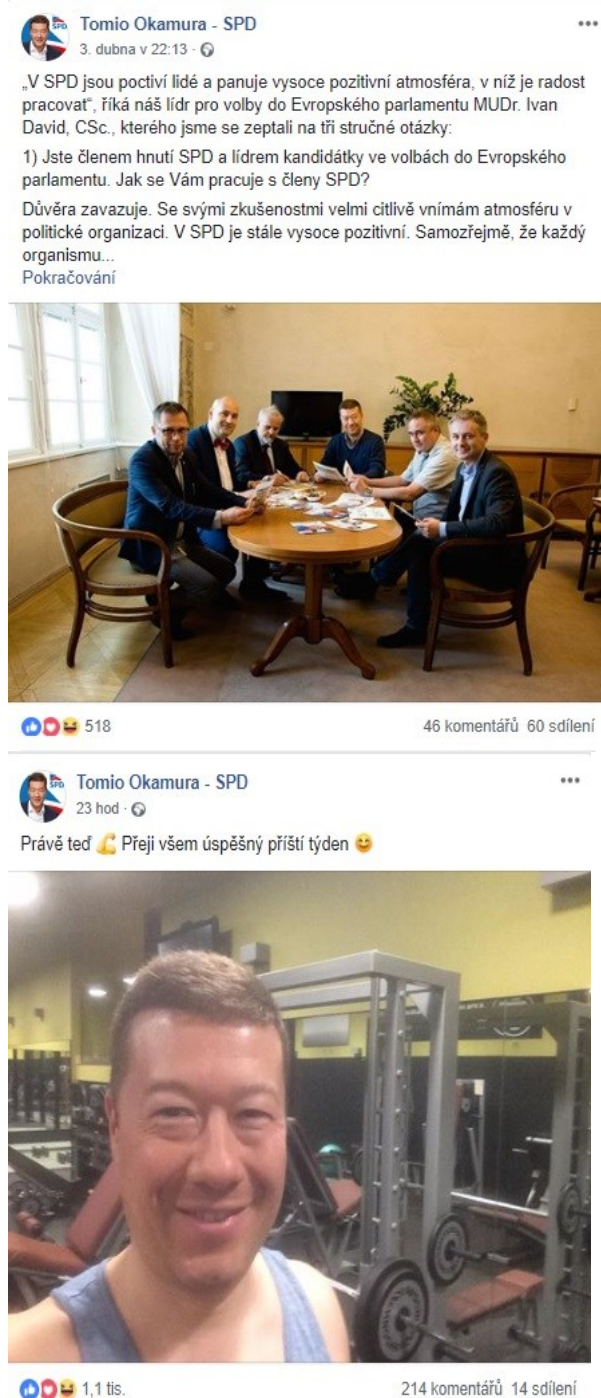 Tomio Okamura - SPD
3. dubna v 22:13 ·
„V SPD jsou poctiví lidé a panuje vysoce pozitivní atmosféra, v níž je radost
pracovat“, říká náš lídr pro volby do Evropského parlamentu MUDr. Ivan
David, CSc., kterého jsme se zeptali na tři stručné otázky:
1) Jste členem hnutí SPD a lídrem kandidátky ve volbách do Evropského
parlamentu. Jak se Vám pracuje s členy SPD?
Důvěra zavazuje. Se svými zkušenostmi velmi citlivě vnímám atmosféru v
politické organizaci. V SPD je stále vysoce pozitivní. Samozřejmě, že každý
organismu...
Pokračování
518 46 komentářů 60 sdílení
Tomio Okamura - SPD
23 hod ·
Právě teď 💪 Přeji všem úspěšný příští týden 😊
1,1 tis. 214 komentářů 14 sdílení